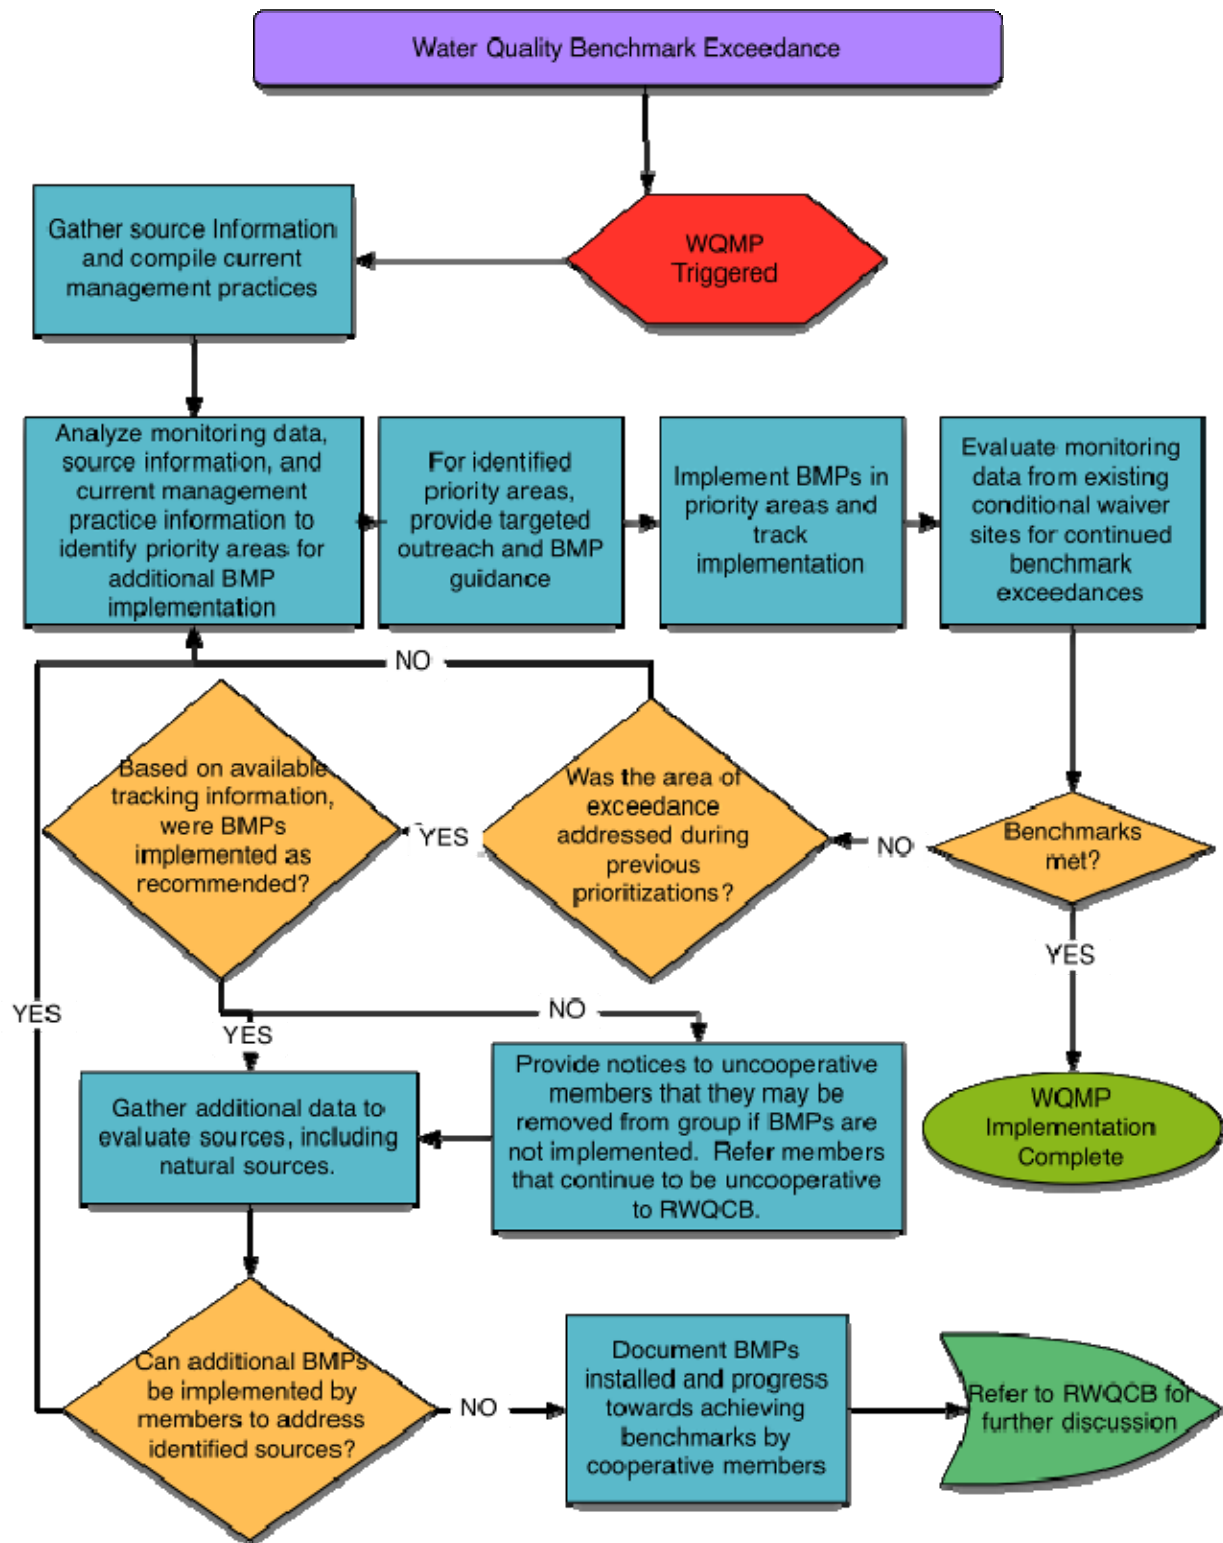 Water Quality Benchmark Exceedance
WQMP
Triggered
Gather source Information
and compile current
management practices
Analyze monitoring data,
source information, and
current management
practice information to
identify priority areas for
additional BMP
implementation
For identified
priority areas,
provide targeted
outreach and BMP
guidance
Implement BMPs in
priority areas and
track
implementation
Evaluate monitoring
data from existing
conditional waiver
sites for continued
benchmark
exceedances
NO
Based on available
tracking information,
were BMPs
implemented as
recommended?
YES
Was the area of
exceedance
addressed during
previous
prioritizations?
NO
Benchmarks
met?
YES
YES
NO
YES
Gather additional data to
evaluate sources, including
natural sources.
Provide notices to uncooperative
members that they may be
removed from group if BMPs are
not implemented.  Refer members
that continue to be uncooperative
to RWQCB.
WQMP
Implementation
Complete
Can additional BMPs
be implemented by
members to address
identified sources?
NO
Document BMPs
installed and progress
towards achieving
benchmarks by
cooperative members
Refer to RWQCB for
further discussion